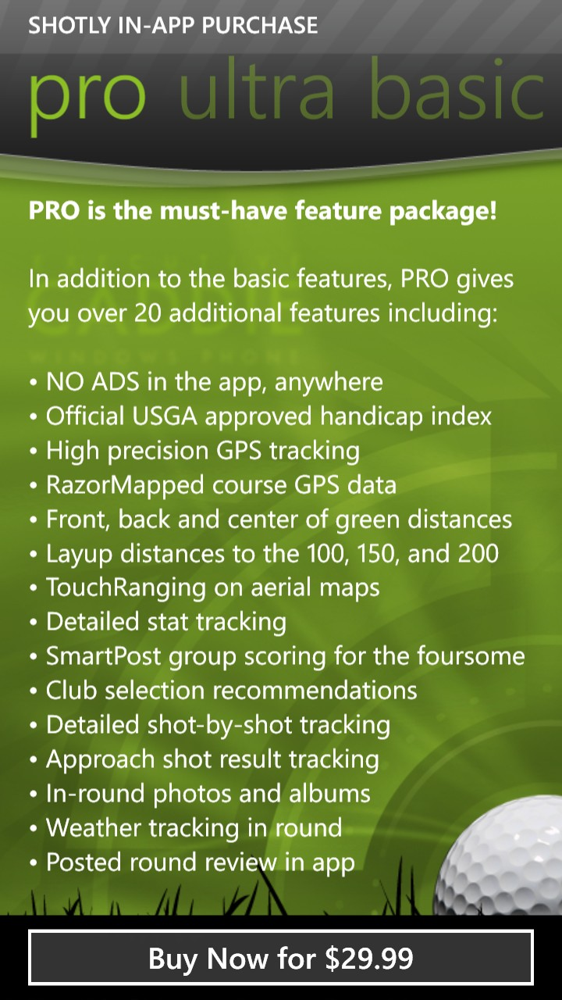 SHOTLY IN-APP PURCHASE
pro ultra basic
PRO is the must-have feature package!
In addition to the basic features, PRO gives
you over 20 additional features including:
• NO ADS in the app, anywhere
• Official USGA approved handicap index
• High precision GPS tracking
• RazorMapped course GPS data
• Front, back and center of green distances
• Layup distances to the 100, 150, and 200
• TouchRanging on aerial maps
• Detailed stat tracking
• SmartPost group scoring for the foursome
• Club selection recommendations
• Detailed shot-by-shot tracking
• Approach shot result tracking
• In-round photos and albums
• Weather tracking in round
• Posted round review in app
Buy Now for $29.99